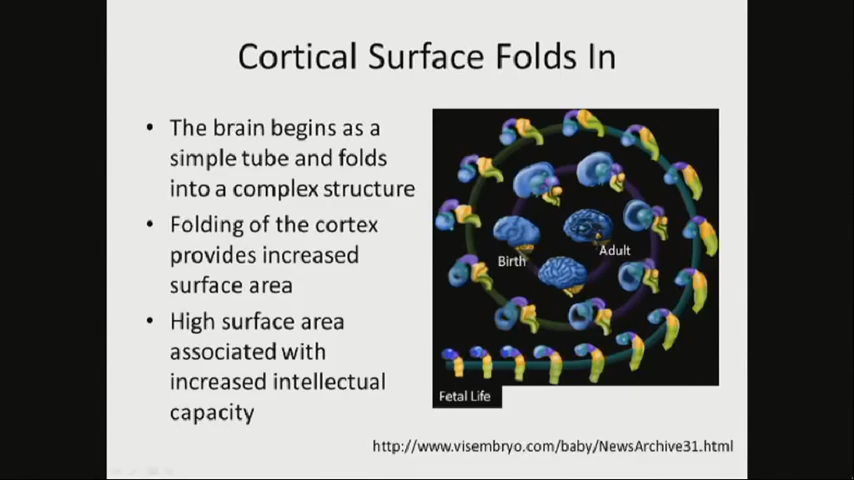 Cortical Surface Folds In
• The brain begins as a
simple tube and folds
into a complex structure
• Folding of the cortex
provides increased
surface area
• High surface area
associated with
increased intellectual
capacity
Birth
Adult
Fetal Life
http://www.visembryo.com/baby/NewsArchive31.html